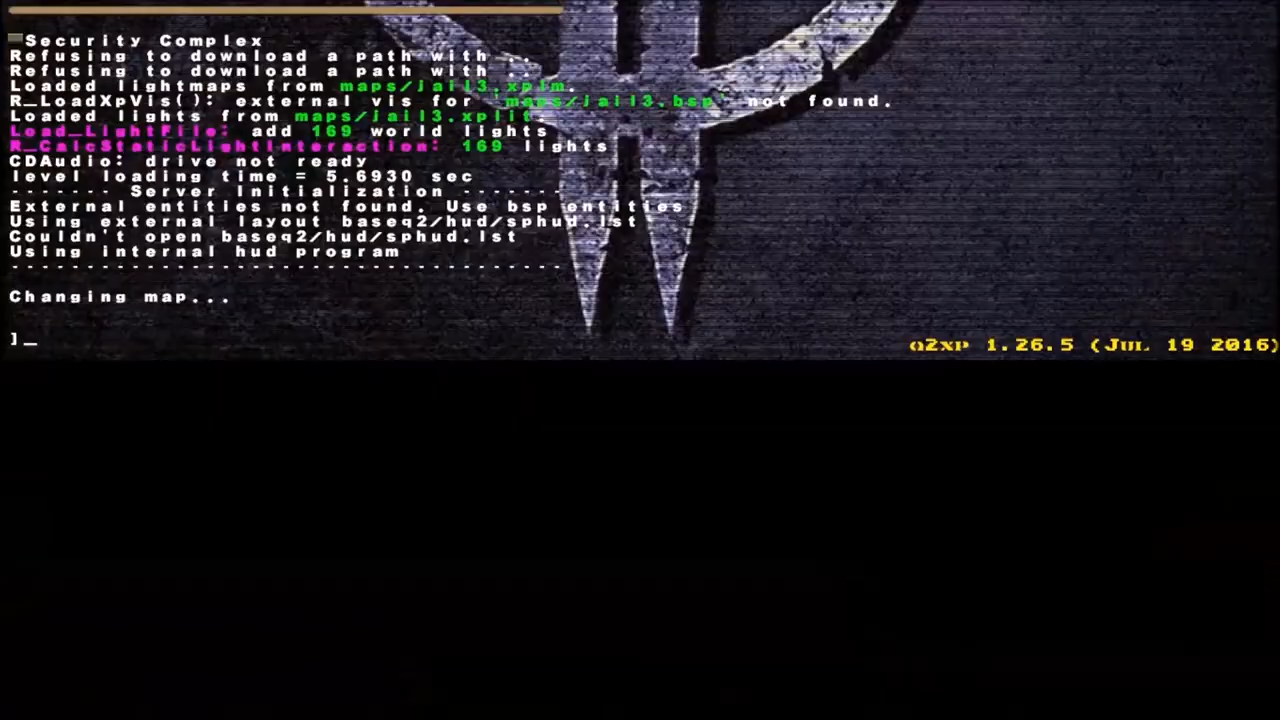 Security Complex
Refusing to download a path with ..
Refusing to download a path with ..
Loaded lightmaps from maps/jail3.xplm.
R_LoadXpVis(): external vis for 'maps/jail3.bsp' not found.
Loaded lights from maps/jail3.xplit
Load_LightFile: add 169 world lights
R_CalcStaticLightInteraction: 169 lights
CDAudio: drive not ready
level loading time = 5.6930 sec
------- Server Initialization -------
External entities not found. Use bsp entities
Using external layout baseq2/hud/sphud.lst
Couldn't open baseq2/hud/sphud.lst
Using internal hud program
-------------------------------------
Changing map...
]_
q2xp 1.26.5 (Jul 19 2016)